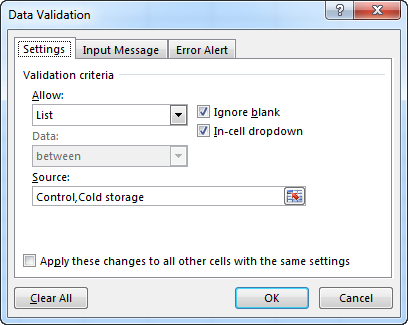 Data Validation
Settings Input Message Error Alert
Validation criteria
Allow:
List
Ignore blank
Data:
In-cell dropdown
between
Source:
Control,Cold storage
Apply these changes to all other cells with the same settings
Clear All OK Cancel